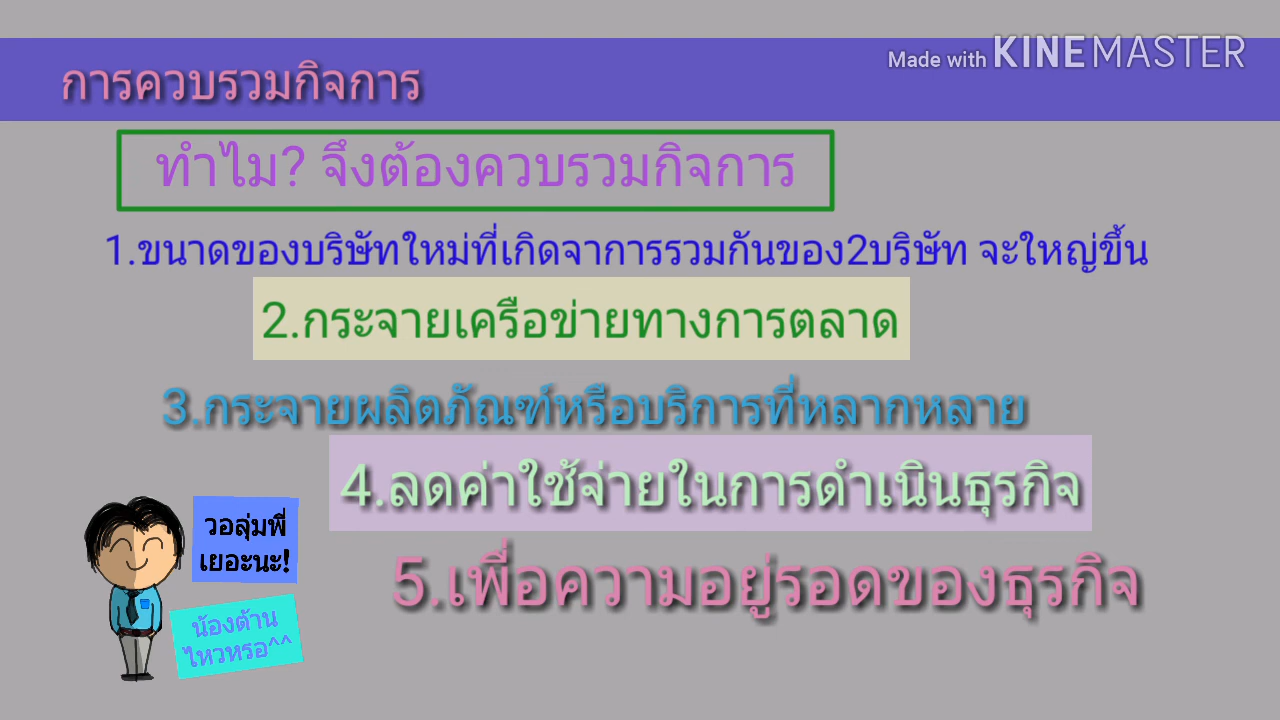 Made with KINEMASTER
การควบรวมกิจการ
ทำไม? จึงต้องควบรวมกิจการ
1.ขนาดของบริษัทใหม่ที่เกิดจาการรวมกันของ2บริษัท จะใหญ่ขึ้น
2.กระจายเครือข่ายทางการตลาด
3.กระจายผลิตภัณฑ์หรือบริการที่หลากหลาย
4.ลดค่าใช้จ่ายในการดำเนินธุรกิจ
5.เพื่อความอยู่รอดของธุรกิจ
วอลุ่มพี่
เยอะนะ!
น้องต้าน
ไหวหรอ^^